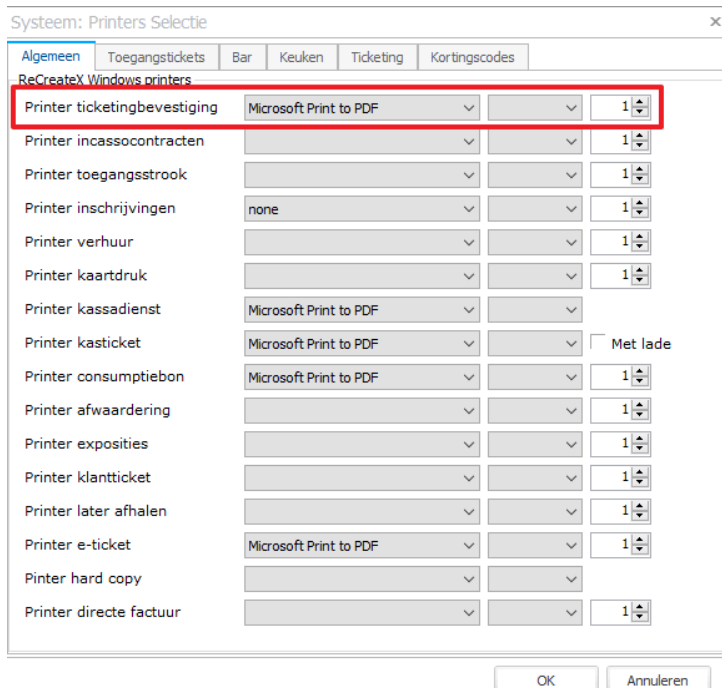 Systeem: Printers Selectie x
Algemeen Toegangstickets Bar Keuken Ticketing Kortingscodes
ReCreateX Windows printers
Printer ticketingbevestiging Microsoft Print to PDF 1
Printer incassocontracten 1
Printer toegangsstrook 1
Printer inschrijvingen none 1
Printer verhuur 1
Printer kaartdruk 1
Printer kassadienst Microsoft Print to PDF
Printer kasticket Microsoft Print to PDF Met lade
Printer consumptiebon Microsoft Print to PDF 1
Printer afwaardering 1
Printer exposities 1
Printer klantticket 1
Printer later afhalen 1
Printer e-ticket Microsoft Print to PDF 1
Pinter hard copy
Printer directe factuur 1
OK Annuleren